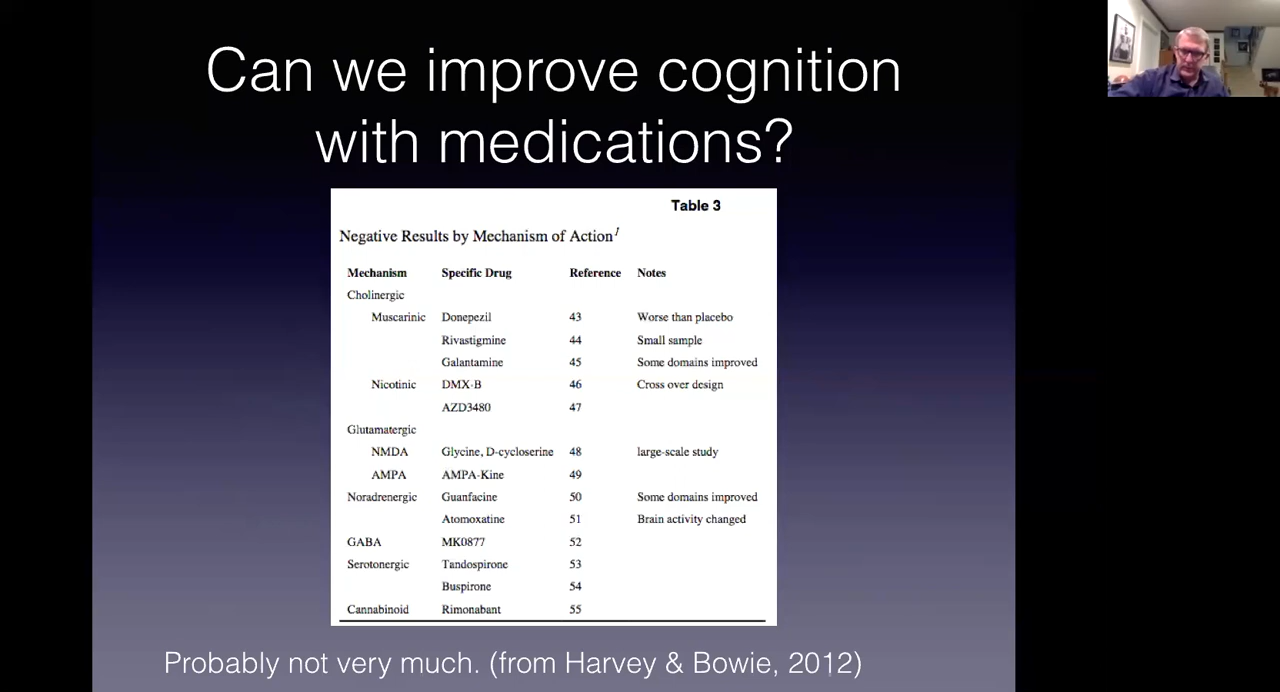 Can we improve cognition
with medications?
Table 3
Negative Results by Mechanism of Action1
Mechanism Specific Drug Reference Notes
Cholinergic
Muscarinic Donepezil 43 Worse than placebo
Rivastigmine 44 Small sample
Galantamine 45 Some domains improved
Nicotinic DMX-B 46 Cross over design
AZD3480 47
Glutamatergic
NMDA Glycine, D-cycloserine 48 large-scale study
AMPA AMPA-Kine 49
Noradrenergic Guanfacine 50 Some domains improved
Atomoxatine 51 Brain activity changed
GABA MK0877 52
Serotonergic Tandospirone 53
Buspirone 54
Cannabinoid Rimonabant 55
Probably not very much. (from Harvey & Bowie, 2012)